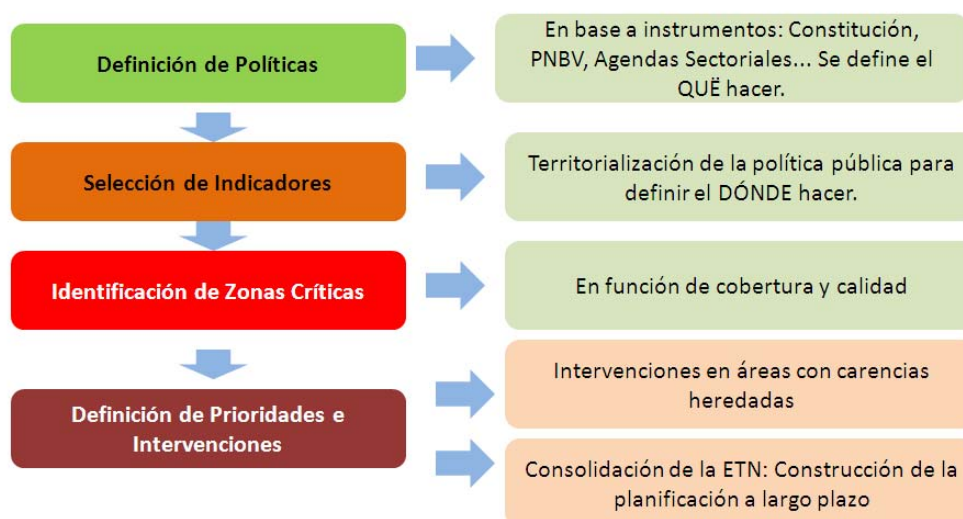 Definición de Políticas
En base a instrumentos: Constitución,
PNBV, Agendas Sectoriales... Se define el
QUË hacer.
Selección de Indicadores
Territorialización de la política pública para
definir el DÓNDE hacer.
Identificación de Zonas Críticas
En función de cobertura y calidad
Definición de Prioridades e
Intervenciones
Intervenciones en áreas con carencias
heredadas
Consolidación de la ETN: Construcción de la
planificación a largo plazo